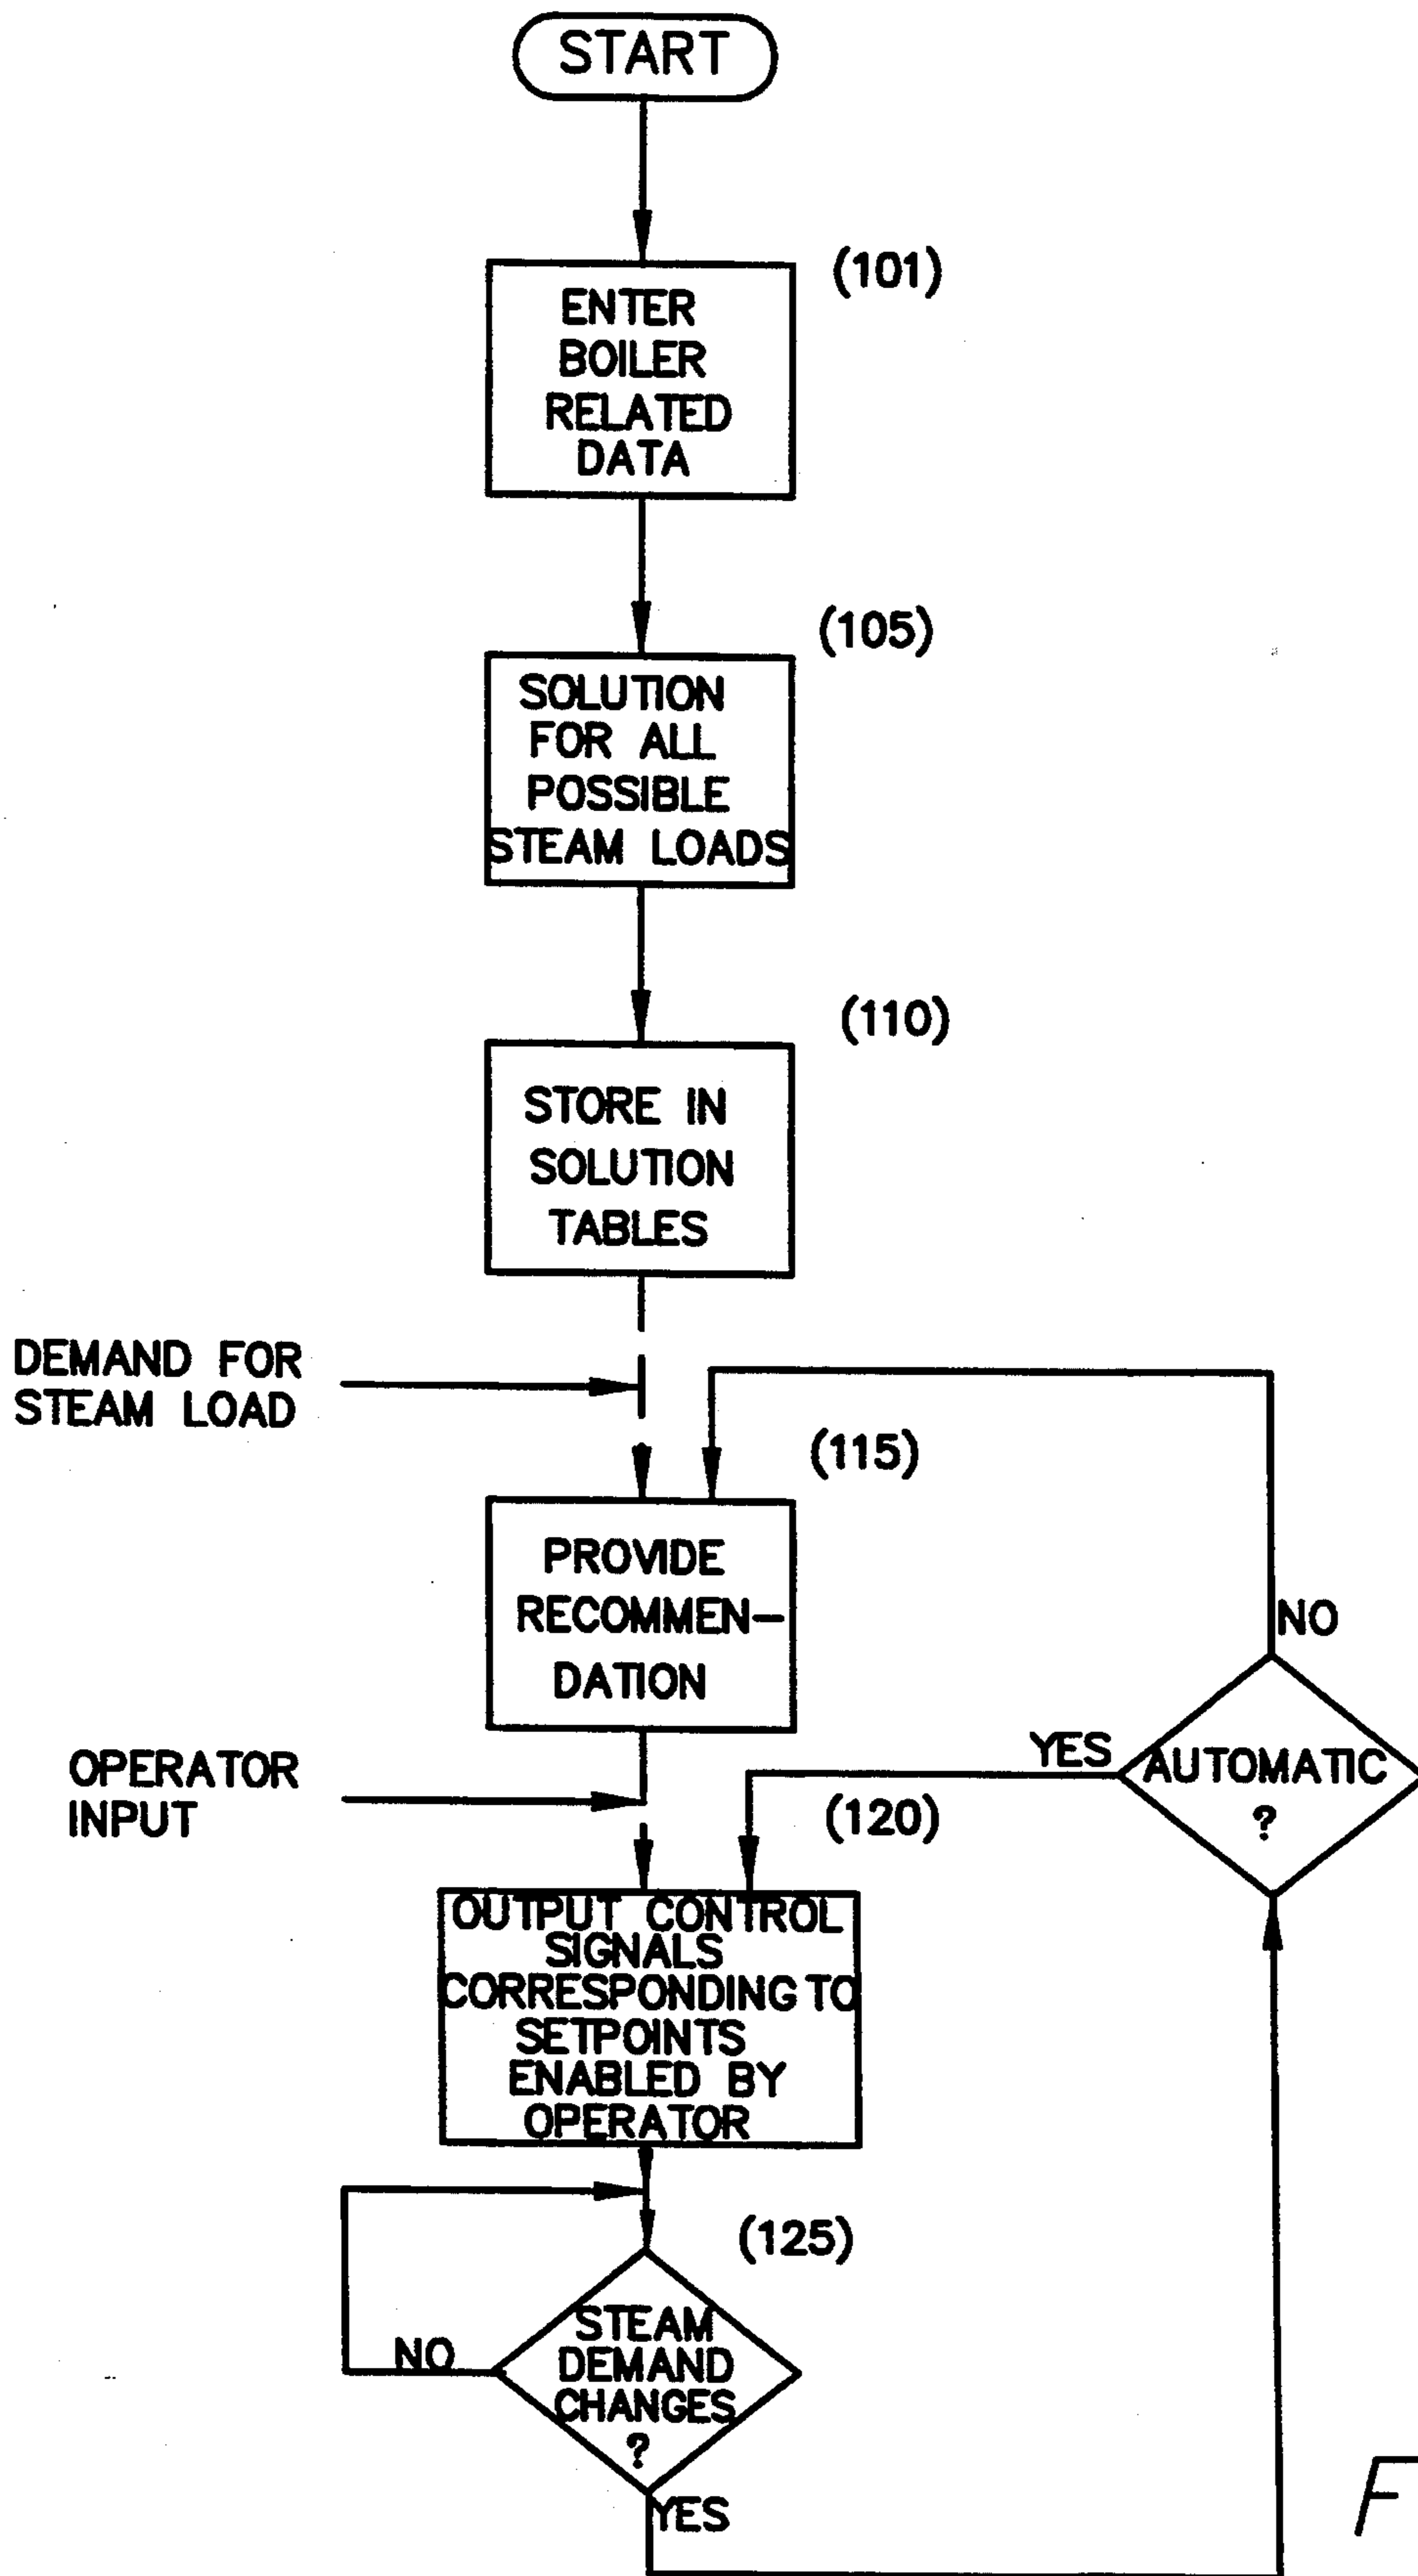 START
(101)
ENTER
BOILER
RELATED
DATA
(105)
SOLUTION
FOR ALL
POSSIBLE
STEAM LOADS
(110)
STORE IN
SOLUTION
TABLES
DEMAND FOR
STEAM LOAD
(115)
PROVIDE
RECOMMEN-
DATION
NO
OPERATOR
INPUT
YES
AUTOMATIC
?
(120)
OUTPUT CONTROL
SIGNALS
CORRESPONDING TO
SETPOINTS
ENABLED BY
OPERATOR
(125)
STEAM
DEMAND
CHANGES
?
NO
YES
F